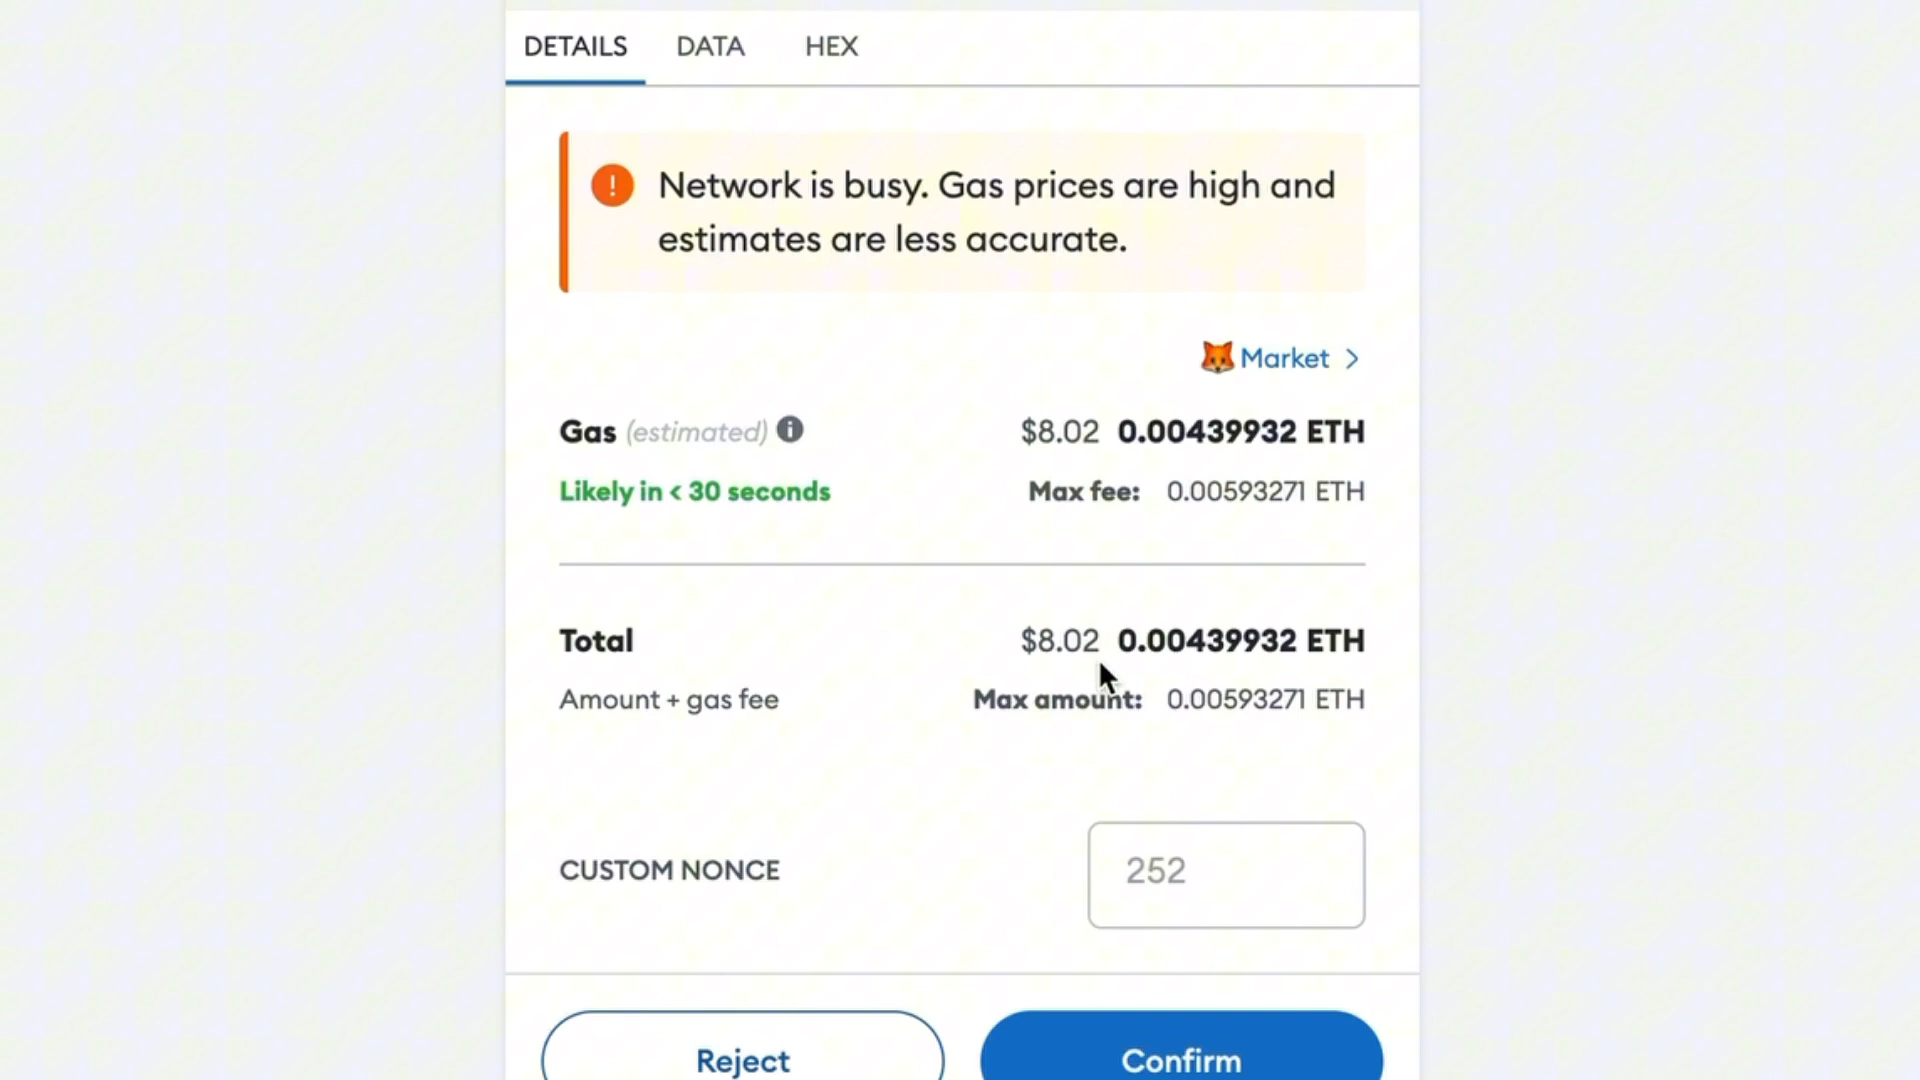 DETAILS DATA HEX
! Network is busy. Gas prices are high and
estimates are less accurate.
Market >
Gas (estimated) i $8.02 0.00439932 ETH
Likely in < 30 seconds Max fee: 0.00593271 ETH
Total $8.02 0.00439932 ETH
Amount + gas fee Max amount: 0.00593271 ETH
CUSTOM NONCE 252
Reject Confirm